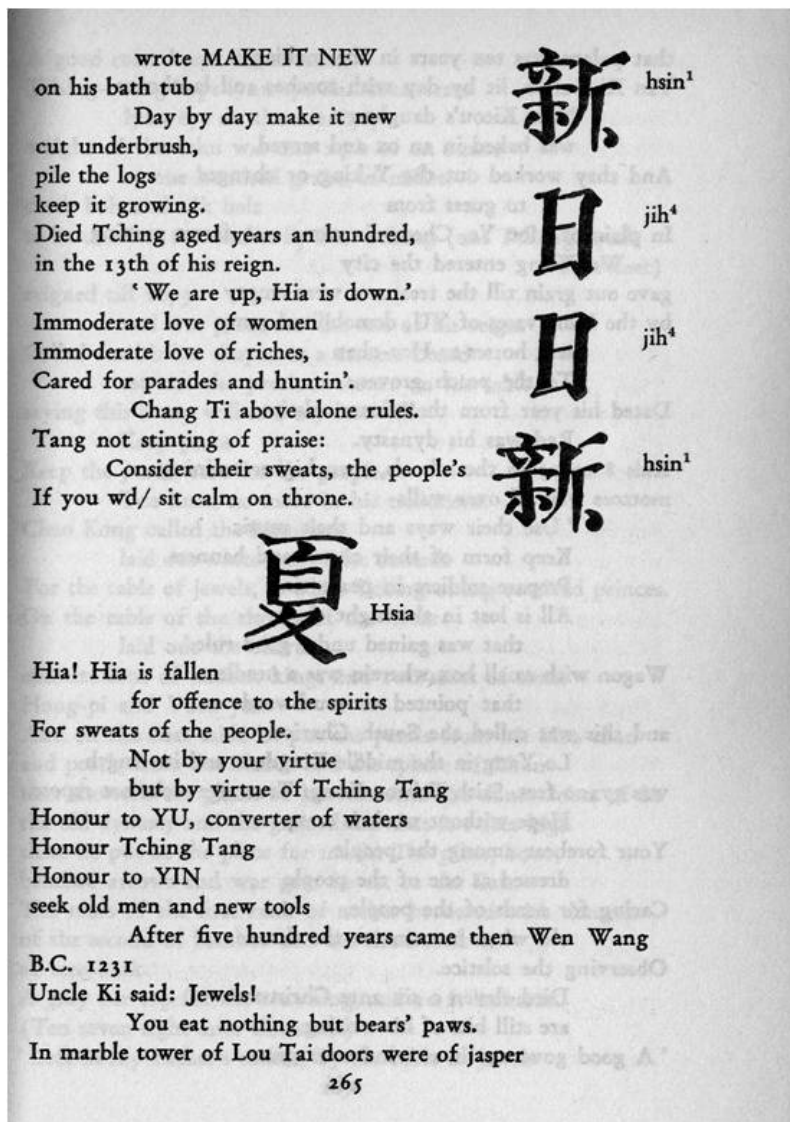 wrote MAKE IT NEW
on his bath tub
Day by day make it new
cut underbrush,
pile the logs
keep it growing.
Died Tching aged years an hundred,
in the 13th of his reign.
‘ We are up, Hia is down.’
Immoderate love of women
Immoderate love of riches,
Cared for parades and huntin’.
Chang Ti above alone rules.
Tang not stinting of praise:
Consider their sweats, the people’s
If you wd/ sit calm on throne.
新 hsin¹
日 jih⁴
日 jih⁴
新 hsin¹
夏 Hsia
Hia! Hia is fallen
for offence to the spirits
For sweats of the people.
Not by your virtue
but by virtue of Tching Tang
Honour to YU, converter of waters
Honour Tching Tang
Honour to YIN
seek old men and new tools
After five hundred years came then Wen Wang
B.C. 1231
Uncle Ki said: Jewels!
You eat nothing but bears’ paws.
In marble tower of Lou Tai doors were of jasper
265